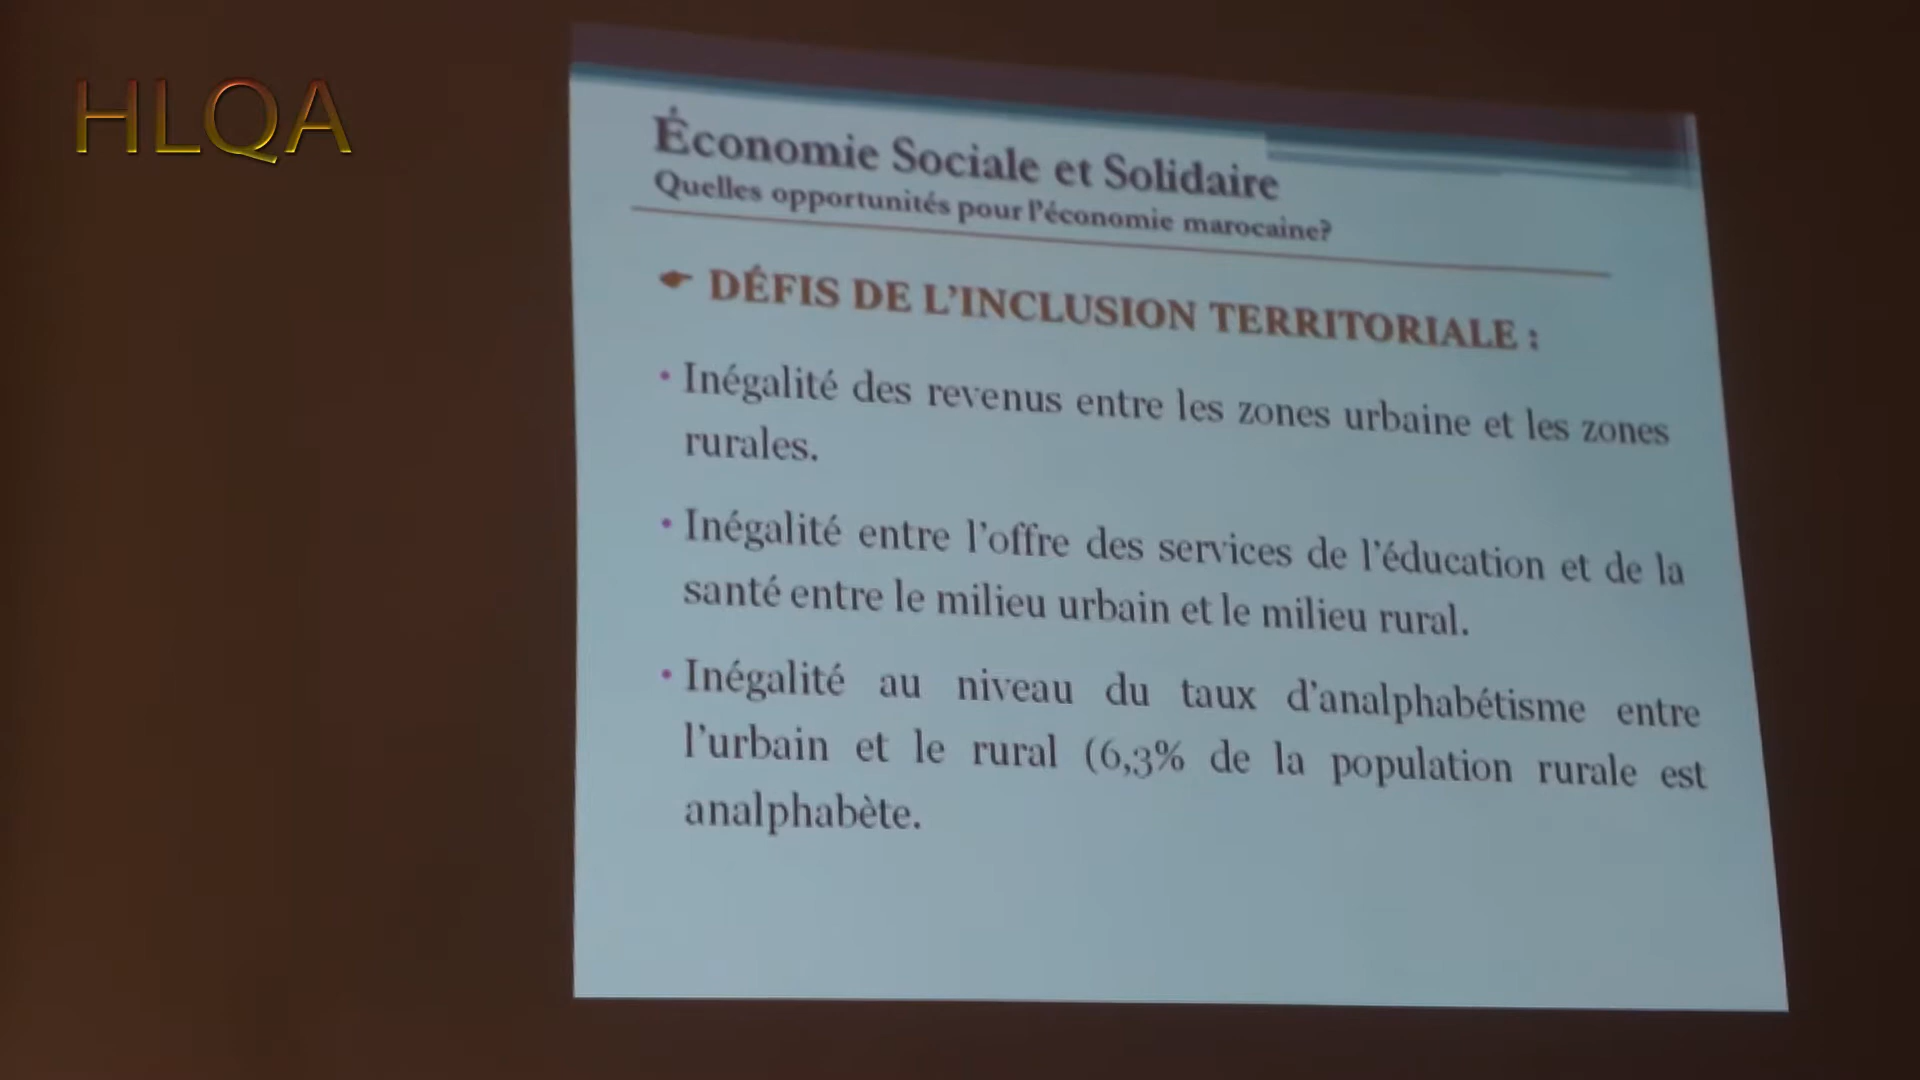 HLQA
Économie Sociale et Solidaire
Quelles opportunités pour l'économie marocaine?
DÉFIS DE L'INCLUSION TERRITORIALE :
• Inégalité des revenus entre les zones urbaine et les zones
rurales.
• Inégalité entre l'offre des services de l'éducation et de la
santé entre le milieu urbain et le milieu rural.
• Inégalité au niveau du taux d'analphabétisme entre
l'urbain et le rural (6,3% de la population rurale est
analphabète.